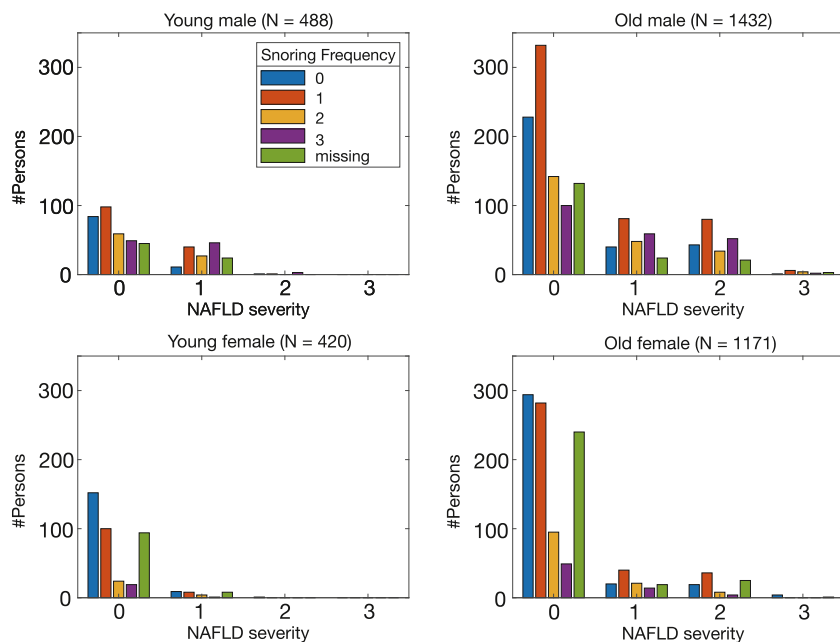 Young male (N = 488)
300
200
100
0
#Persons
Snoring Frequency
0
1
2
3
missing
0 1 2 3
NAFLD severity
Old male (N = 1432)
300
200
100
0
#Persons
0 1 2 3
NAFLD severity
Young female (N = 420)
300
200
100
0
#Persons
0 1 2 3
NAFLD severity
Old female (N = 1171)
300
200
100
0
#Persons
0 1 2 3
NAFLD severity